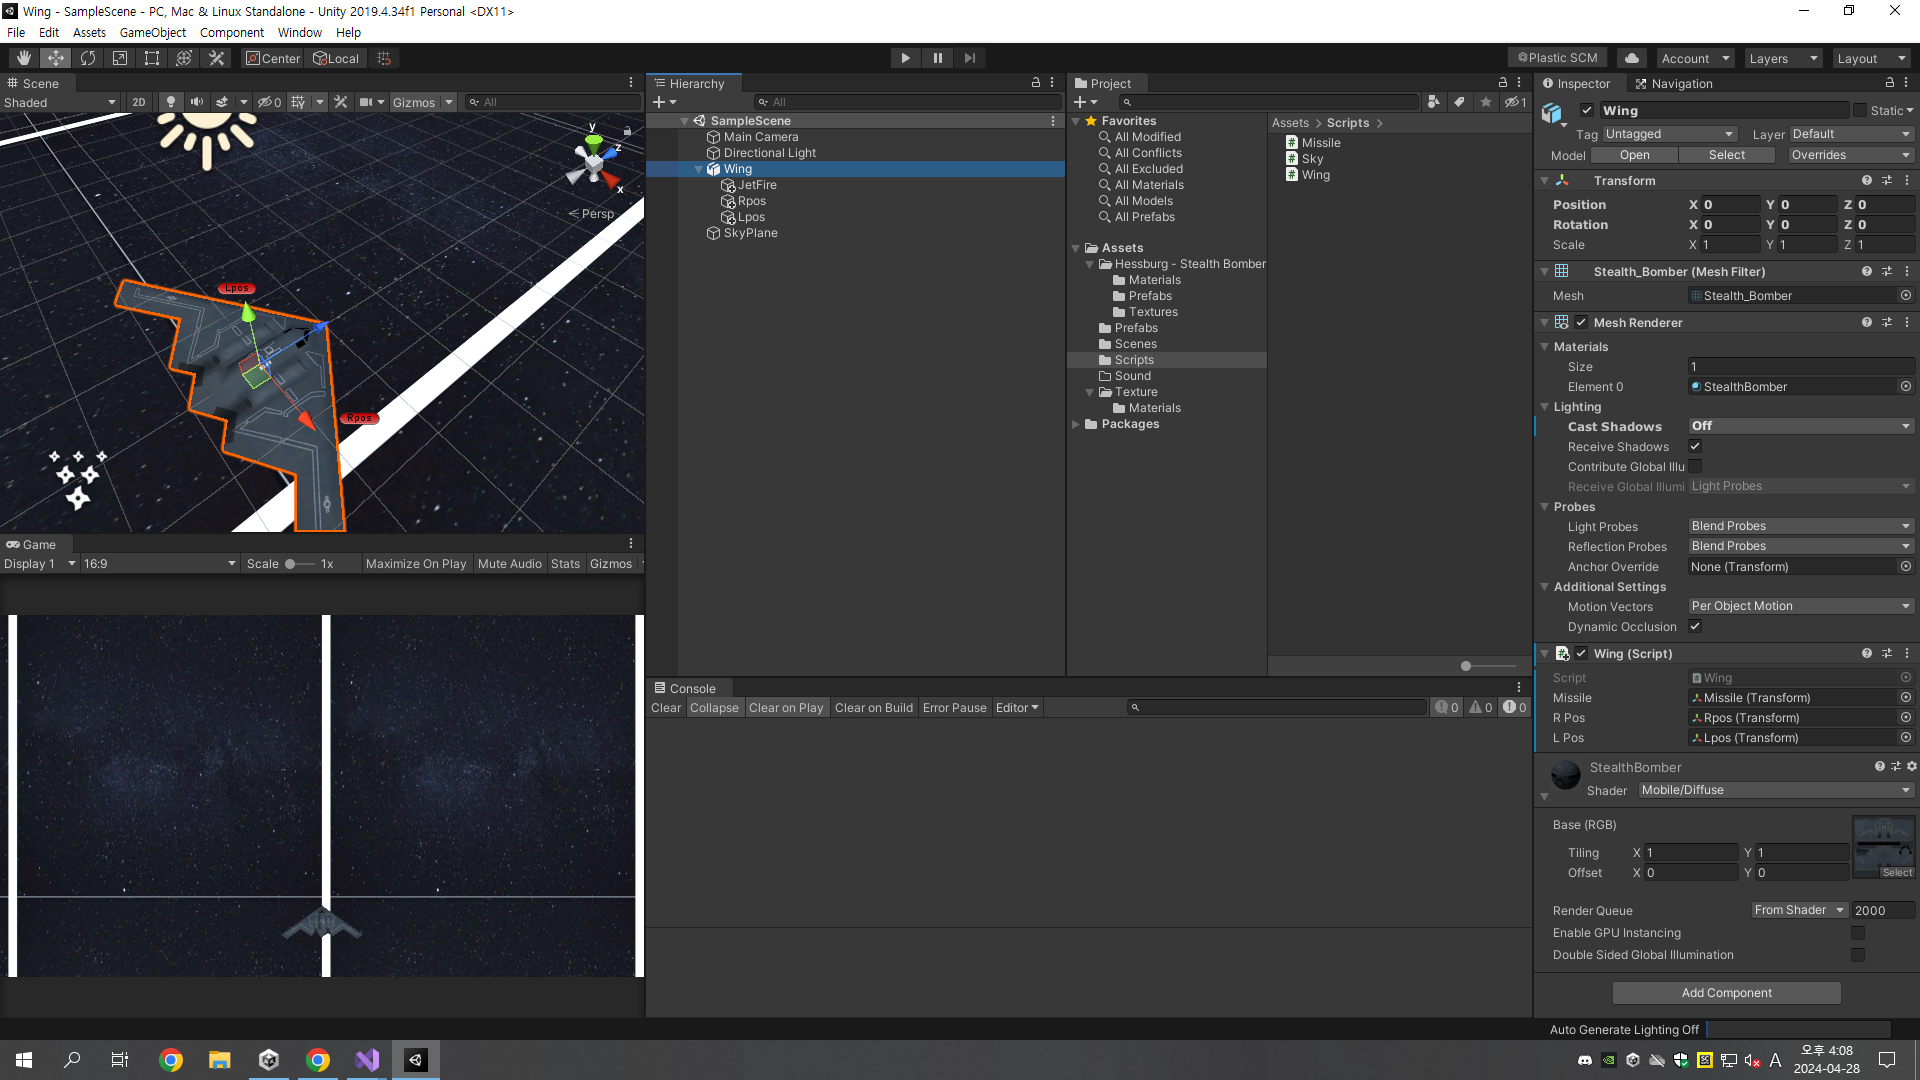 Wing - SampleScene - PC, Mac & Linux Standalone - Unity 2019.4.34f1 Personal <DX11>
File Edit Assets GameObject Component Window Help
Center Local Plastic SCM Account Layers Layout
Scene
Shaded 2D 0 Gizmos All
Lpos
Rpos
y
z
x
Persp
Game
Display 1 16:9 Scale 1x Maximize On Play Mute Audio Stats Gizmos
Hierarchy
All
SampleScene
Main Camera
Directional Light
Wing
JetFire
Rpos
Lpos
SkyPlane
Project
1
Favorites
All Modified
All Conflicts
All Excluded
All Materials
All Models
All Prefabs
Assets
Hessburg - Stealth Bomber
Materials
Prefabs
Textures
Prefabs
Scenes
Scripts
Sound
Texture
Materials
Packages
Assets > Scripts >
Missile
Sky
Wing
Console
Clear Collapse Clear on Play Clear on Build Error Pause Editor 0 0 0
Inspector Navigation
Wing Static
Tag Untagged Layer Default
Model Open Select Overrides
Transform
Position X 0 Y 0 Z 0
Rotation X 0 Y 0 Z 0
Scale X 1 Y 1 Z 1
Stealth_Bomber (Mesh Filter)
Mesh Stealth_Bomber
Mesh Renderer
Materials
Size 1
Element 0 StealthBomber
Lighting
Cast Shadows Off
Receive Shadows
Contribute Global Illu
Receive Global Illumi Light Probes
Probes
Light Probes Blend Probes
Reflection Probes Blend Probes
Anchor Override None (Transform)
Additional Settings
Motion Vectors Per Object Motion
Dynamic Occlusion
Wing (Script)
Script Wing
Missile Missile (Transform)
R Pos Rpos (Transform)
L Pos Lpos (Transform)
StealthBomber
Shader Mobile/Diffuse
Base (RGB)
Tiling X 1 Y 1
Offset X 0 Y 0
Select
Render Queue From Shader 2000
Enable GPU Instancing
Double Sided Global Illumination
Add Component
Auto Generate Lighting Off
A 오후 4:08
2024-04-28